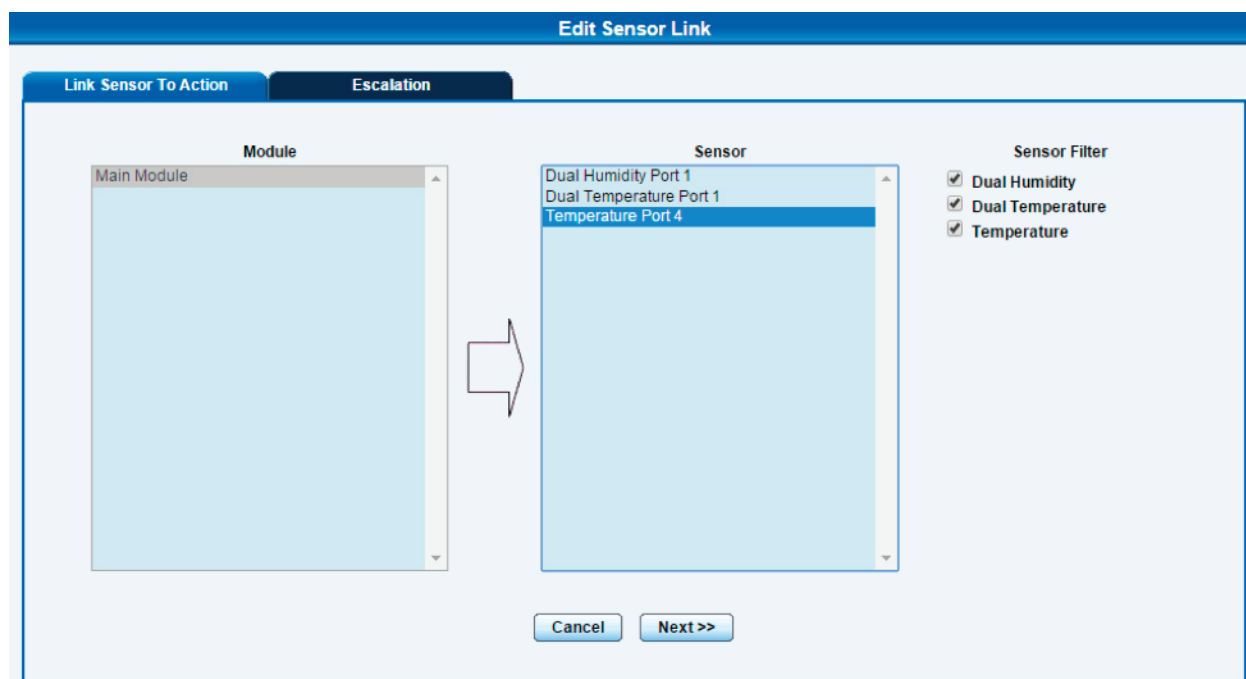 Edit Sensor Link
Link Sensor To Action
Escalation
Module
Main Module
Sensor
Dual Humidity Port 1
Dual Temperature Port 1
Temperature Port 4
Sensor Filter
Dual Humidity
Dual Temperature
Temperature
Cancel
Next >>